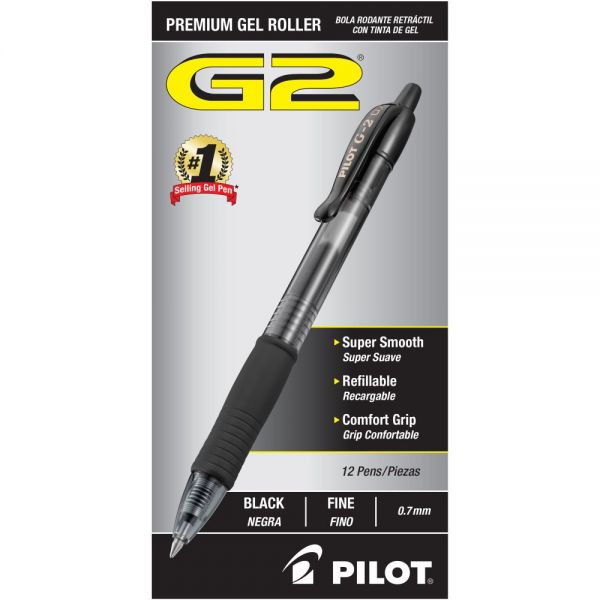 PREMIUM GEL ROLLER
BOLA RODANTE RETRÁCTIL
CON TINTA DE GEL
G2®
#1
Selling Gel Pen*
PILOT G-2
Super Smooth
Super Suave
Refillable
Recargable
Comfort Grip
Grip Confortable
12 Pens/Piezas
BLACK
NEGRA
FINE
FINO
0.7mm
PILOT®